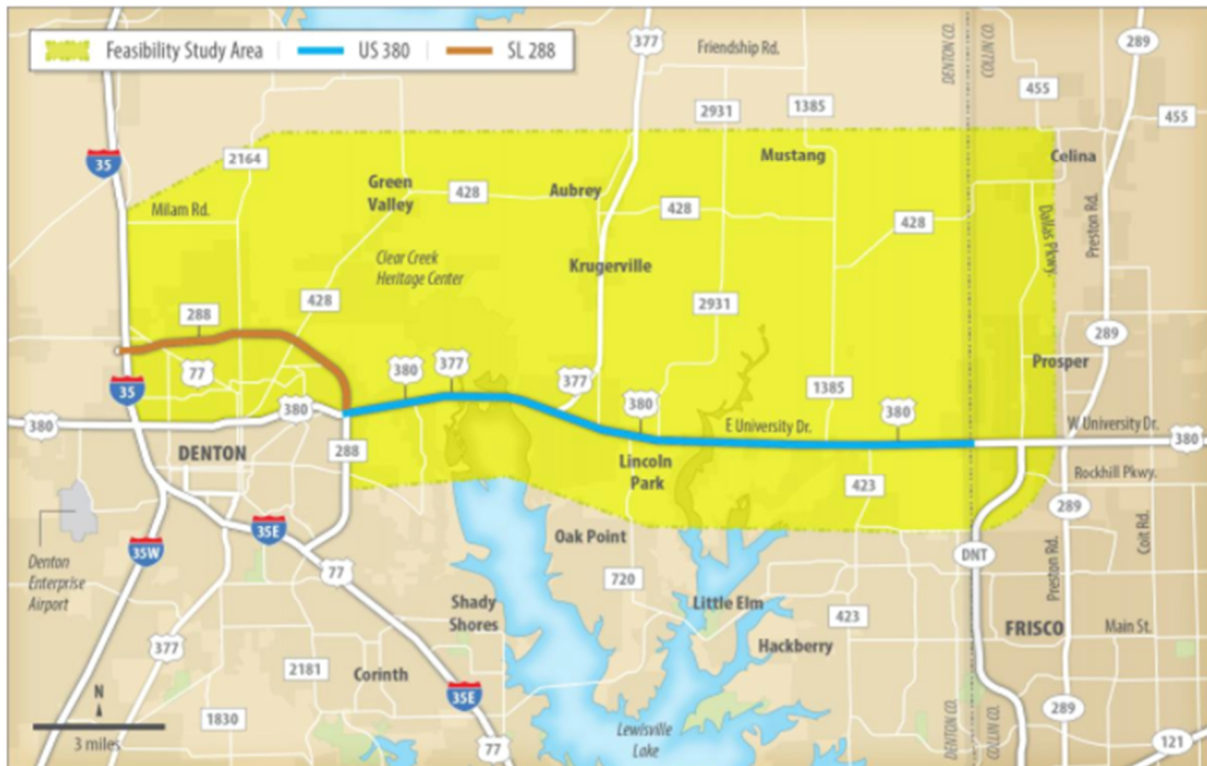 Feasibility Study Area
US 380
SL 288
377
Friendship Rd.
DENTON CO.
COLLIN CO.
289
455
455
2931
1385
35
2164
Mustang
Celina
Green
Valley
428
Aubrey
428
428
Milam Rd.
Dallas Pkwy.
Preston Rd.
Clear Creek
Heritage Center
Krugerville
428
288
2931
289
77
380
377
Prosper
35
377
1385
380
380
380
380
E University Dr.
W University Dr.
380
DENTON
288
Lincoln
Park
423
Rockhill Pkwy.
289
35E
35W
Oak Point
DNT
Preston Rd.
Coit Rd.
Denton
Enterprise
Airport
77
720
Shady
Shores
Little Elm
423
FRISCO
Main St.
377
Hackberry
2181
Corinth
35E
N
3 miles
1830
77
Lewisville
Lake
DENTON CO.
COLLIN CO.
289
121